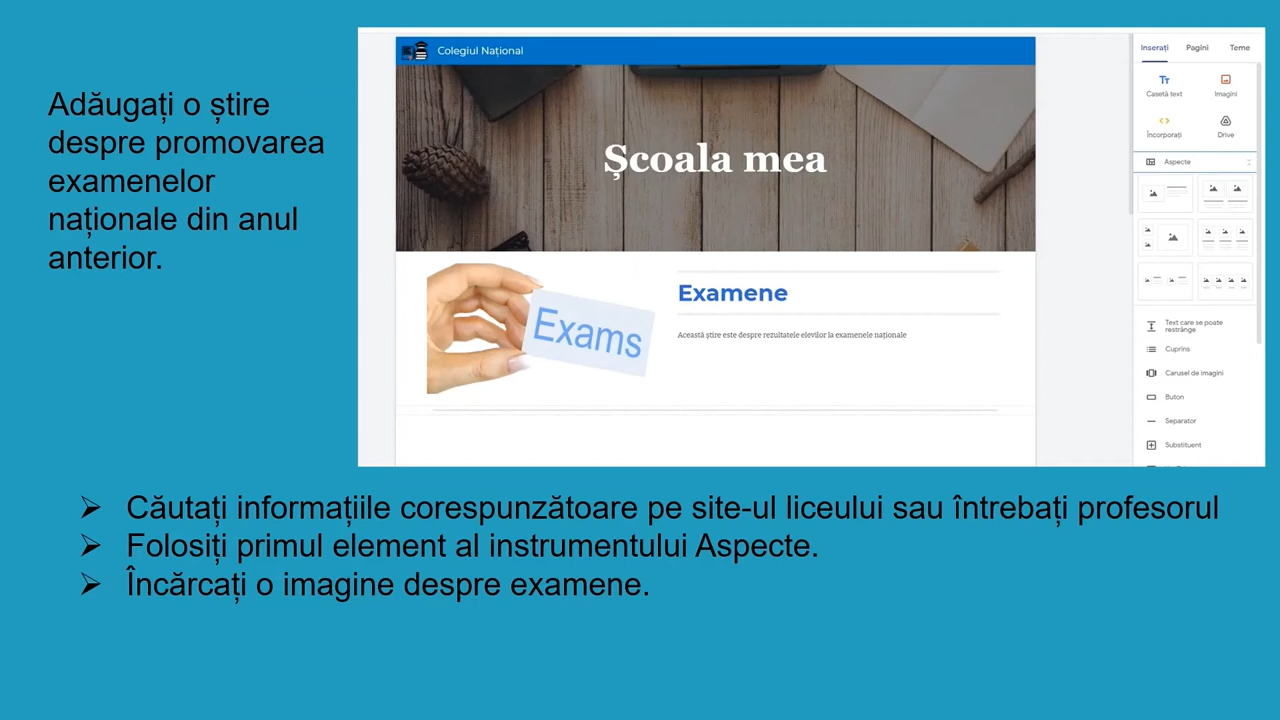 Adăugați o știre
despre promovarea
examenelor
naționale din anul
anterior.
Colegiul Național
Școala mea
Exams
Examene
Această știre este despre rezultatele elevilor la examenele naționale
Inserați Pagini Teme
Tт
Casetă text Imagini
Încorporați Drive
Aspecte
Text care se poate
restrânge
Cuprins
Carusel de imagini
Buton
Separator
Substituent
➢ Căutați informațiile corespunzătoare pe site-ul liceului sau întrebați profesorul
➢ Folosiți primul element al instrumentului Aspecte.
➢ Încărcați o imagine despre examene.